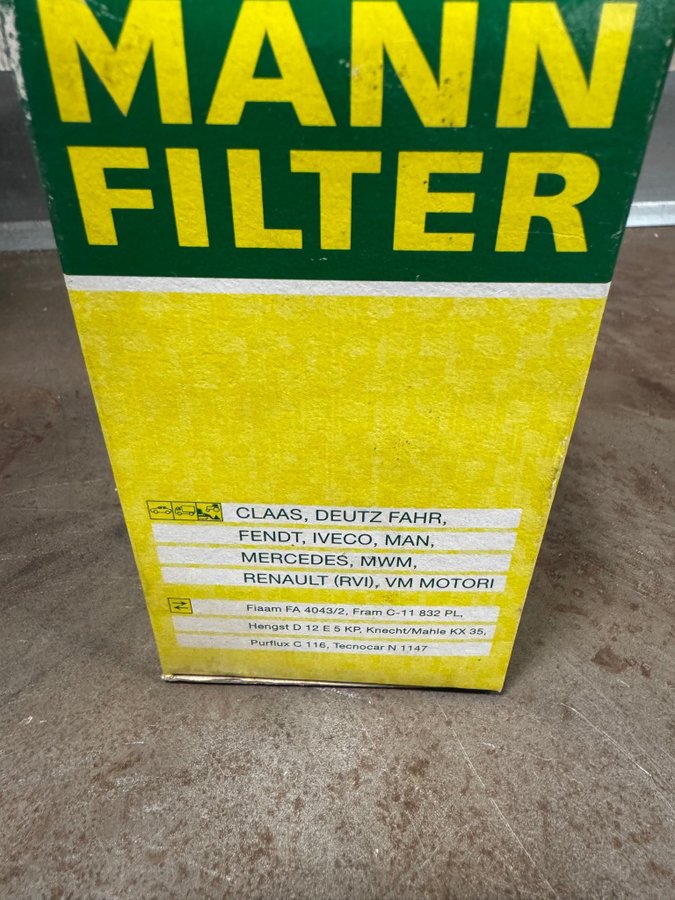 MANN
FILTER
CLAAS, DEUTZ FAHR,
FENDT, IVECO, MAN,
MERCEDES, MWM,
RENAULT (RVI), VM MOTORI
Fiaam FA 4043/2, Fram C-11 832 PL,
Hengst D 12 E 5 KP, Knecht/Mahle KX 35,
Purflux C 116, Tecnocar N 1147